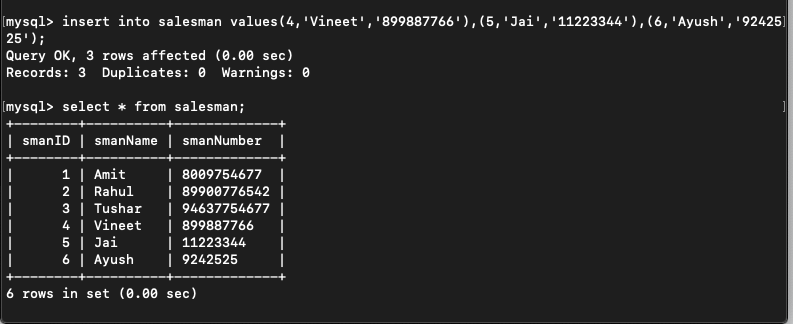 [mysql> insert into salesman values(4,'Vineet','899887766'),(5,'Jai','11223344'),(6,'Ayush','92425]
25');
Query OK, 3 rows affected (0.00 sec)
Records: 3  Duplicates: 0  Warnings: 0
[mysql> select * from salesman;]
+--------+----------+-------------+
| smanID | smanName | smanNumber  |
+--------+----------+-------------+
|      1 | Amit     | 8009754677  |
|      2 | Rahul    | 89900776542 |
|      3 | Tushar   | 94637754677 |
|      4 | Vineet   | 899887766   |
|      5 | Jai      | 11223344    |
|      6 | Ayush    | 9242525     |
+--------+----------+-------------+
6 rows in set (0.00 sec)